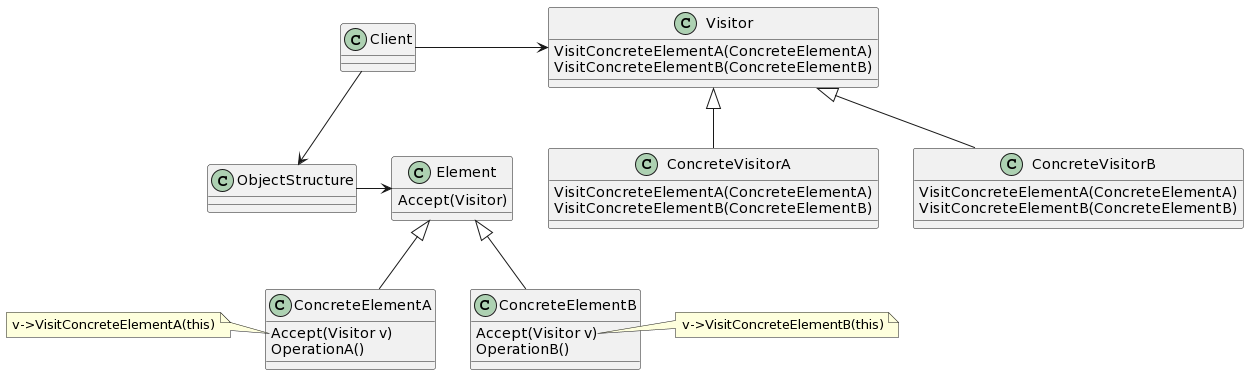 C Client
C Visitor
VisitConcreteElementA(ConcreteElementA)
VisitConcreteElementB(ConcreteElementB)
C ObjectStructure
C Element
Accept(Visitor)
C ConcreteVisitorA
VisitConcreteElementA(ConcreteElementA)
VisitConcreteElementB(ConcreteElementB)
C ConcreteVisitorB
VisitConcreteElementA(ConcreteElementA)
VisitConcreteElementB(ConcreteElementB)
v->VisitConcreteElementA(this)
C ConcreteElementA
Accept(Visitor v)
OperationA()
C ConcreteElementB
Accept(Visitor v)
OperationB()
v->VisitConcreteElementB(this)